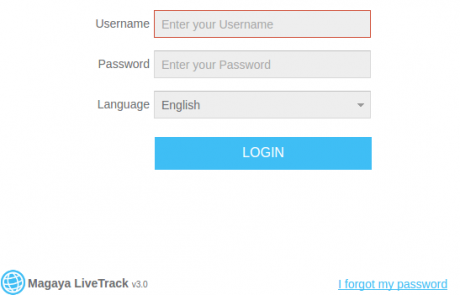 Username Enter your Username
Password Enter your Password
Language English
LOGIN
Magaya LiveTrack v3.0 I forgot my password